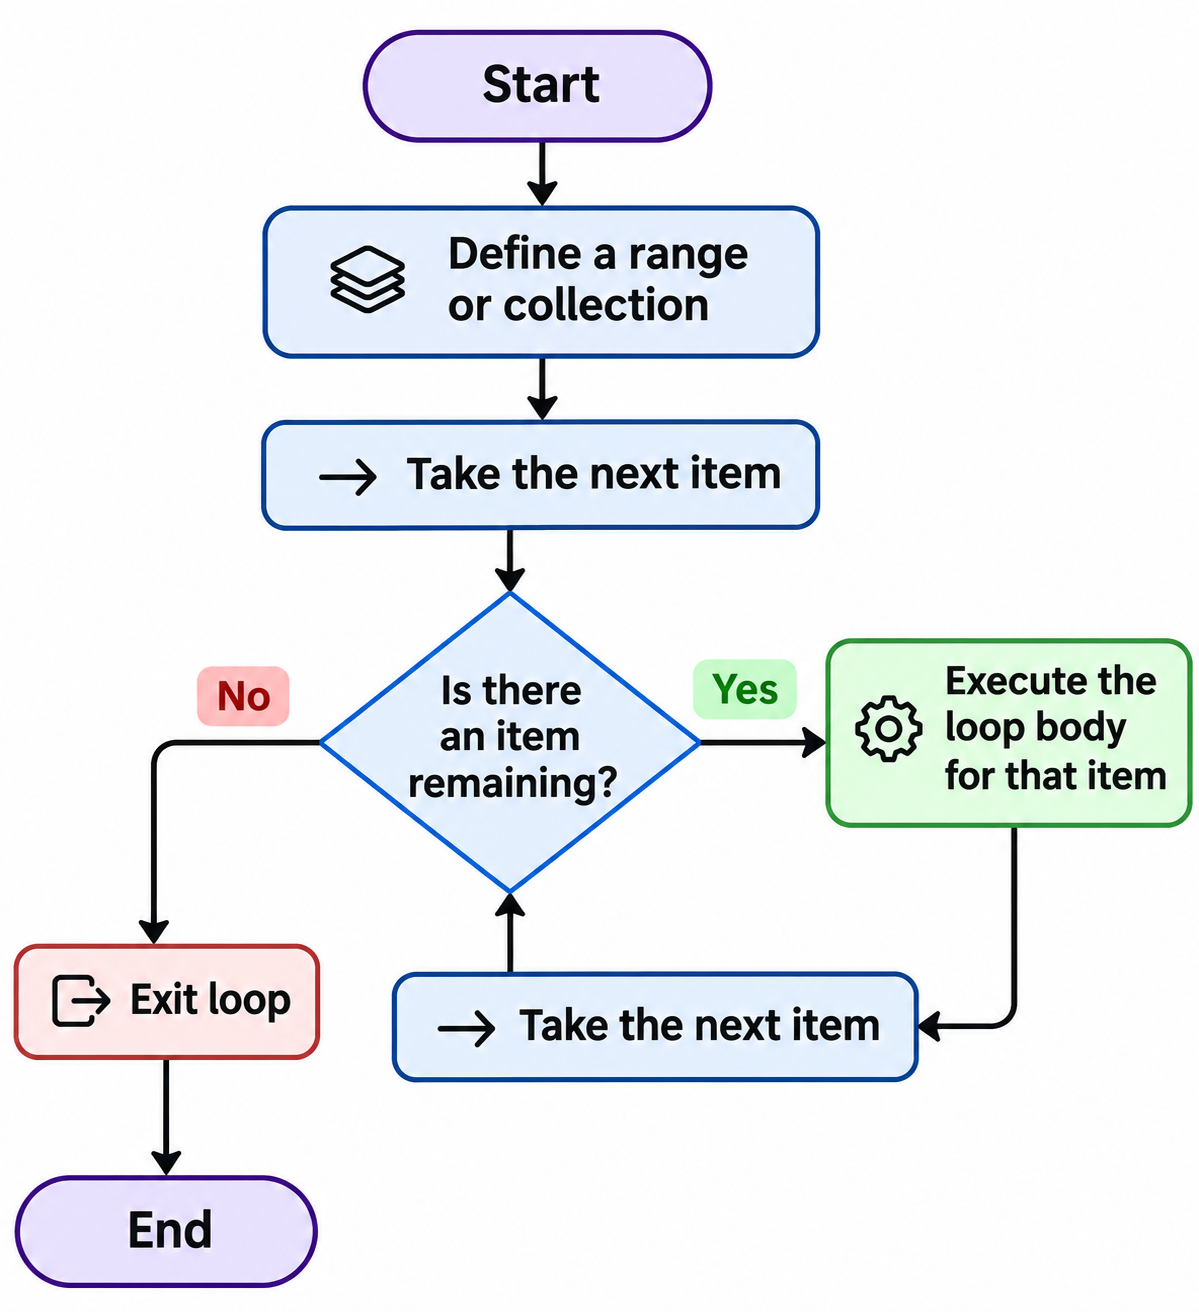 Start
Define a range
or collection
Take the next item
Is there
an item
remaining?
No
Yes
Execute the
loop body
for that item
Exit loop
Take the next item
End